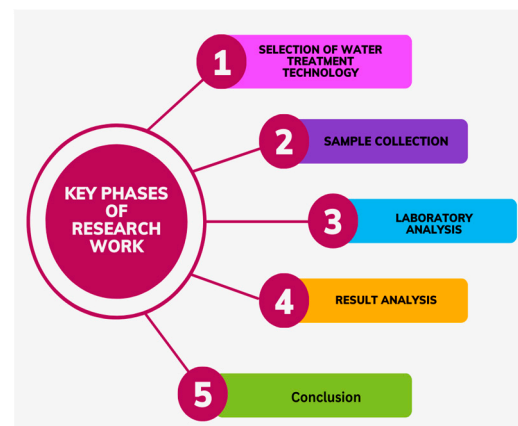 KEY PHASES
OF
RESEARCH
WORK
1
SELECTION OF WATER
TREATMENT
TECHNOLOGY
2
SAMPLE COLLECTION
3
LABORATORY
ANALYSIS
4
RESULT ANALYSIS
5
Conclusion